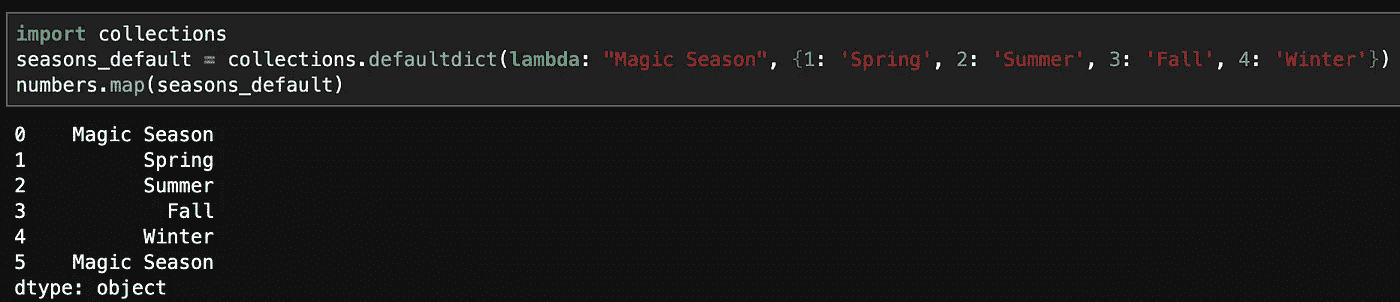 import collections
seasons_default = collections.defaultdict(lambda: "Magic Season", {1: 'Spring', 2: 'Summer', 3: 'Fall', 4: 'Winter'})
numbers.map(seasons_default)
0    Magic Season
1          Spring
2          Summer
3            Fall
4          Winter
5    Magic Season
dtype: object